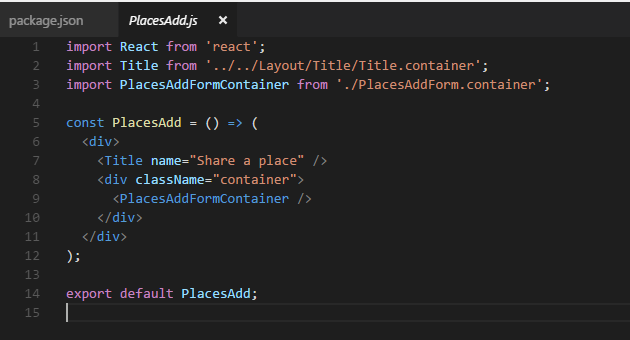 package.json PlacesAdd.js ×
1 import React from 'react';
2 import Title from '../../Layout/Title/Title.container';
3 import PlacesAddFormContainer from './PlacesAddForm.container';
4
5 const PlacesAdd = () => (
6   <div>
7     <Title name="Share a place" />
8     <div className="container">
9       <PlacesAddFormContainer />
10     </div>
11   </div>
12 );
13
14 export default PlacesAdd;
15